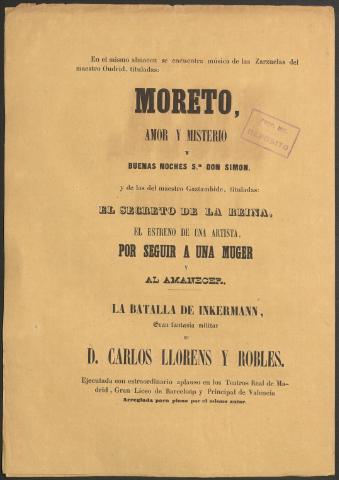 En el mismo almacen se encuentra música de las Zarzuelas del
maestro Oudrid, tituladas:
MORETO,
AMOR Y MISTERIO
Y
BUENAS NOCHES S.ʳ DON SIMON.
y de las del maestro Gaztambide, tituladas:
EL SECRETO DE LA REINA,
EL ESTRENO DE UNA ARTISTA,
POR SEGUIR A UNA MUGER
Y
AL AMANECER.
LA BATALLA DE INKERMANN,
Gran fantasia militar
DE
D. CARLOS LLORENS Y ROBLES.
Ejecutada con estraordinario aplauso en los Teatros Real de Ma-
drid, Gran Liceo de Barcelona y Principal de Valencia
Arreglada para piano por el mismo autor.
DEPÓSITO